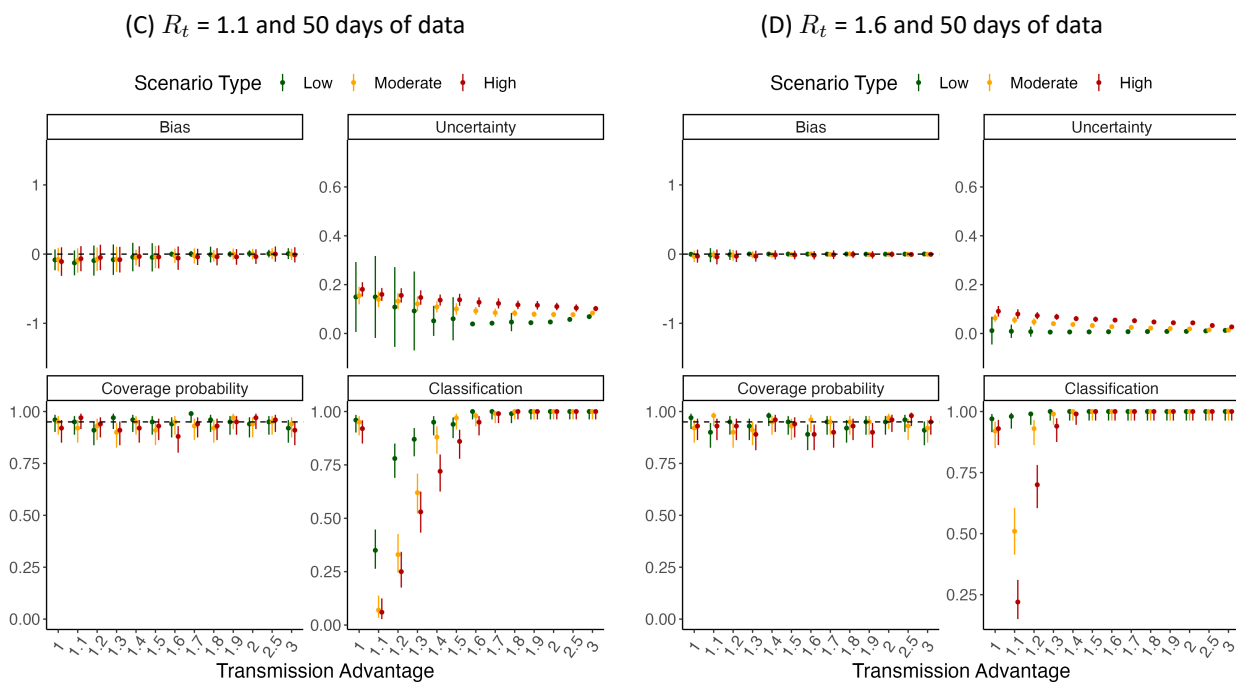 (C) R_t = 1.1 and 50 days of data
Scenario Type Low Moderate High
Bias
Uncertainty
1
0
-1
0.6
0.4
0.2
0.0
Coverage probability
Classification
1.00
0.75
0.50
0.25
0.00
1.00
0.75
0.50
0.25
0.00
1 1.1 1.2 1.3 1.4 1.5 1.6 1.7 1.8 1.9 2 2.5 3
1 1.1 1.2 1.3 1.4 1.5 1.6 1.7 1.8 1.9 2 2.5 3
Transmission Advantage
(D) R_t = 1.6 and 50 days of data
Scenario Type Low Moderate High
Bias
Uncertainty
1
0
-1
0.6
0.4
0.2
0.0
Coverage probability
Classification
1.00
0.75
0.50
0.25
0.00
1.00
0.75
0.50
0.25
1 1.1 1.2 1.3 1.4 1.5 1.6 1.7 1.8 1.9 2 2.5 3
1 1.1 1.2 1.3 1.4 1.5 1.6 1.7 1.8 1.9 2 2.5 3
Transmission Advantage